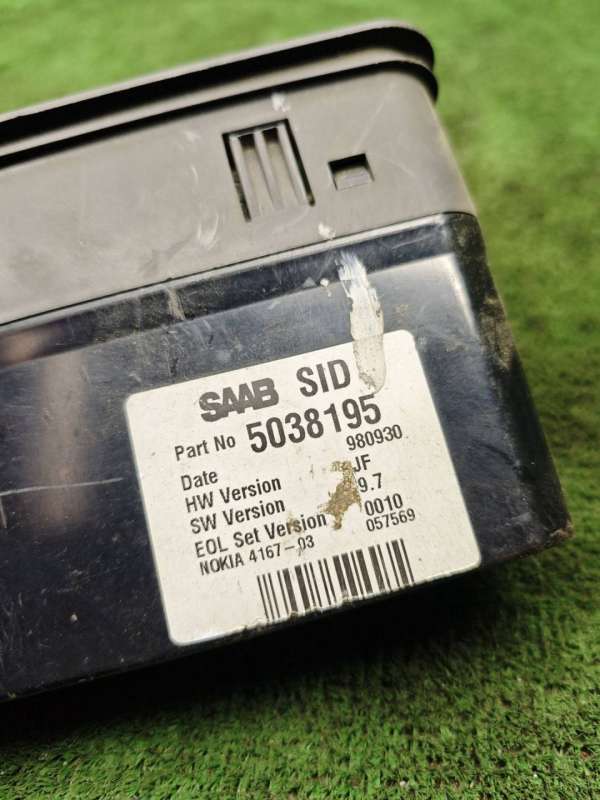 SAAB SID
Part No 5038195
Date 980930
HW Version JF
SW Version 9.7
EOL Set Version 0010
NOKIA 4167-03 057569